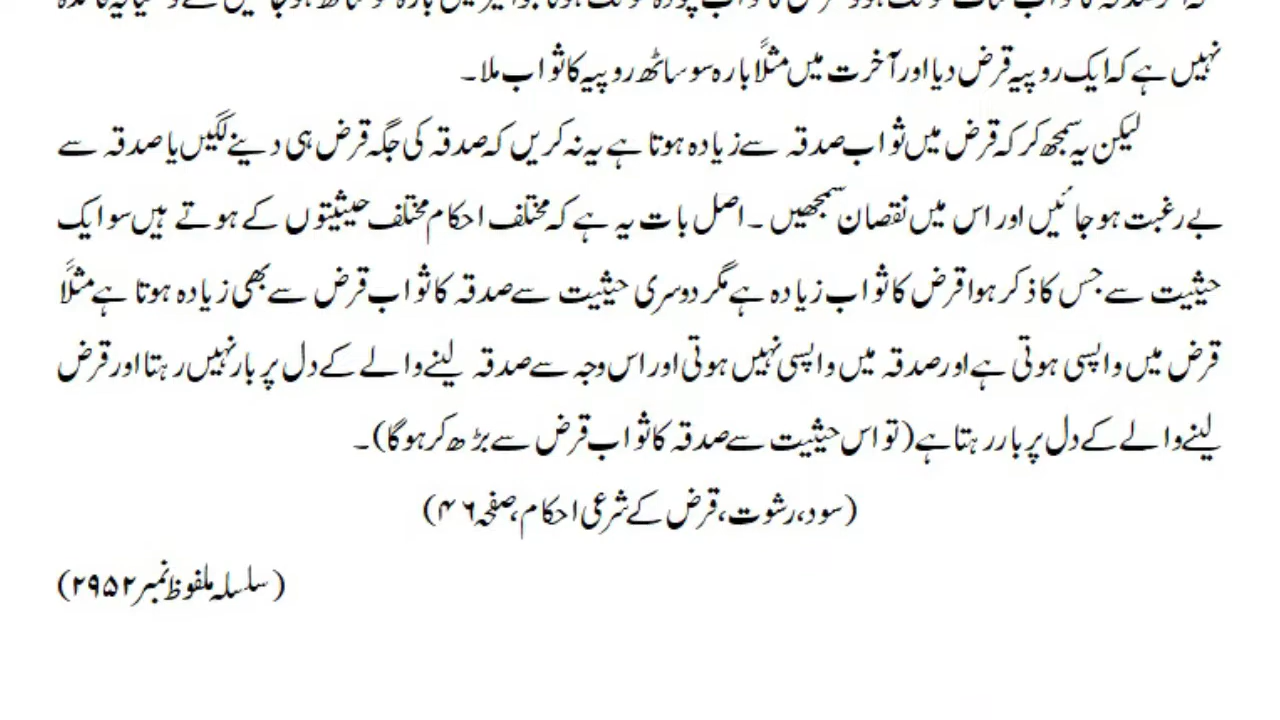 نہیں ہے کہ ایک روپیہ قرض دیا اور آخرت میں مثلاً بارہ سو ساٹھ روپیہ کا ثواب ملا۔
لیکن یہ سمجھ کر کہ قرض میں ثواب صدقہ سے زیادہ ہوتا ہے یہ نہ کریں کہ صدقہ کی جگہ قرض ہی دینے لگیں یا صدقہ سے
بے رغبت ہو جائیں اور اس میں نقصان سمجھیں۔ اصل بات یہ ہے کہ مختلف احکام مختلف حیثیتوں کے ہوتے ہیں سو ایک
حیثیت سے جس کا ذکر ہوا قرض کا ثواب زیادہ ہے مگر دوسری حیثیت سے صدقہ کا ثواب قرض سے بھی زیادہ ہوتا ہے مثلاً
قرض میں واپسی ہوتی ہے اور صدقہ میں واپسی نہیں ہوتی اور اس وجہ سے صدقہ لینے والے کے دل پر بار نہیں رہتا اور قرض
لینے والے کے دل پر بار رہتا ہے (تو اس حیثیت سے صدقہ کا ثواب قرض سے بڑھ کر ہوگا)۔
(سود، رشوت، قرض کے شرعی احکام، صفحہ ۴۶)
(سلسلہ ملفوظ نمبر ۲۹۵۲)